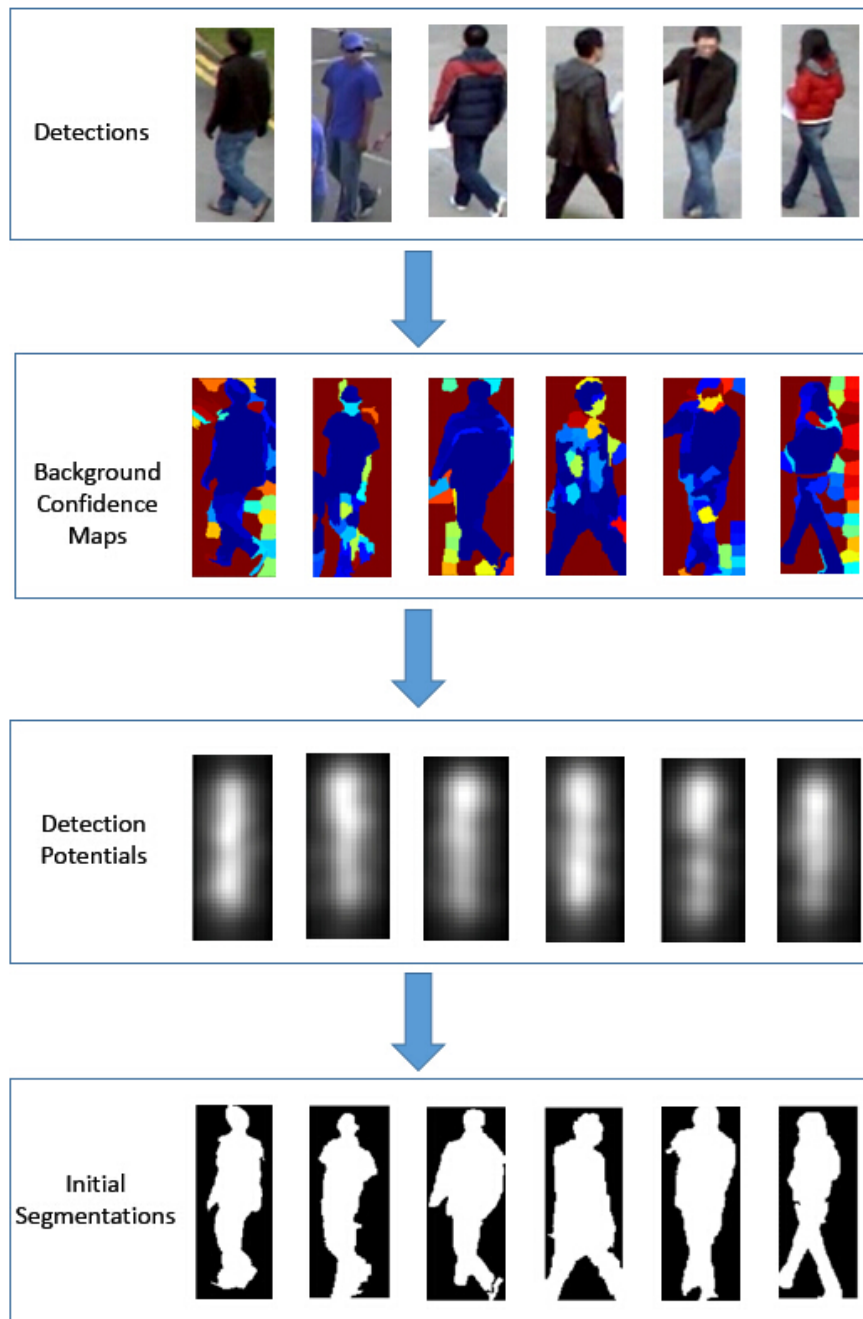 Detections
Background
Confidence
Maps
Detection
Potentials
Initial
Segmentations